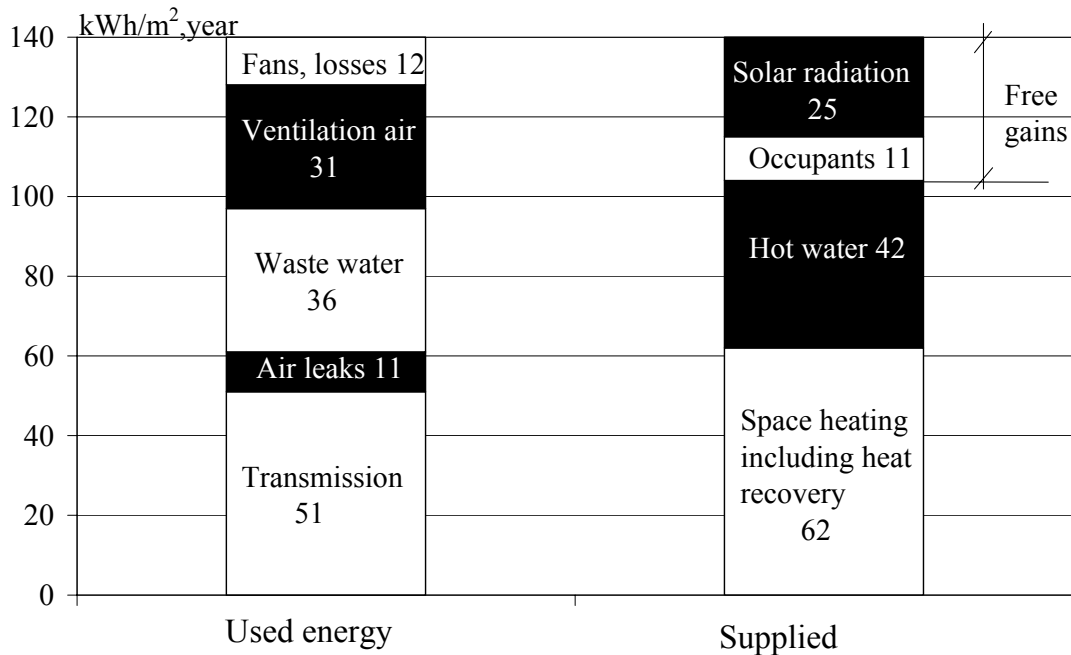 kWh/m²,year
140
120
100
80
60
40
20
0
Fans, losses 12
Ventilation air
31
Waste water
36
Air leaks 11
Transmission
51
Solar radiation
25
Occupants 11
Hot water 42
Space heating
including heat
recovery
62
Free
gains
Used energy
Supplied